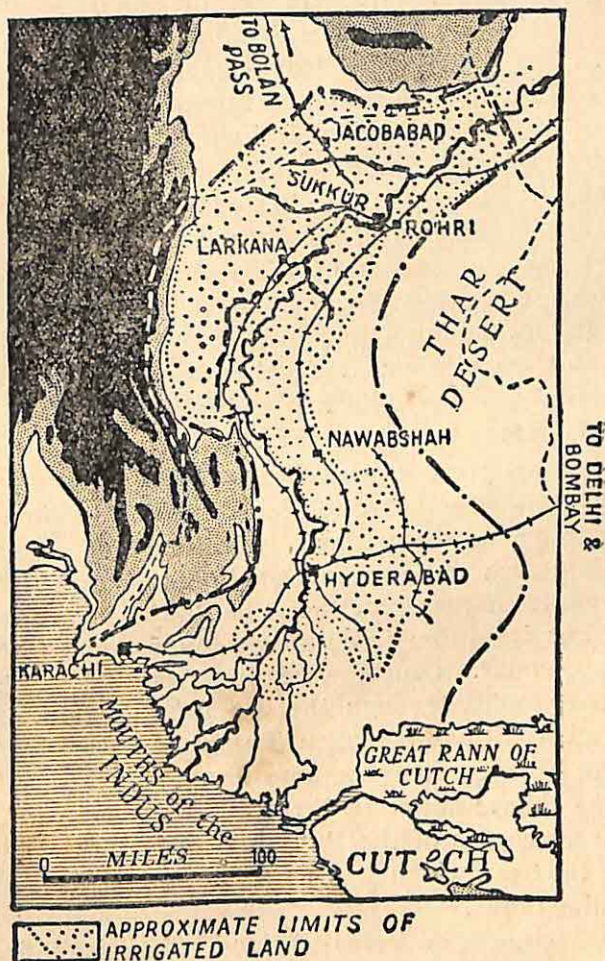 TO BOLAN
PASS
JACOBABAD
SUKKUR
ROHRI
LARKANA
THAR
DESERT
NAWABSHAH
TO DELHI &
BOMBAY
HYDERABAD
KARACHI
MOUTHS of the
INDUS
GREAT RANN OF
CUTCH
0 MILES 100
CUTCH
APPROXIMATE LIMITS OF
IRRIGATED LAND